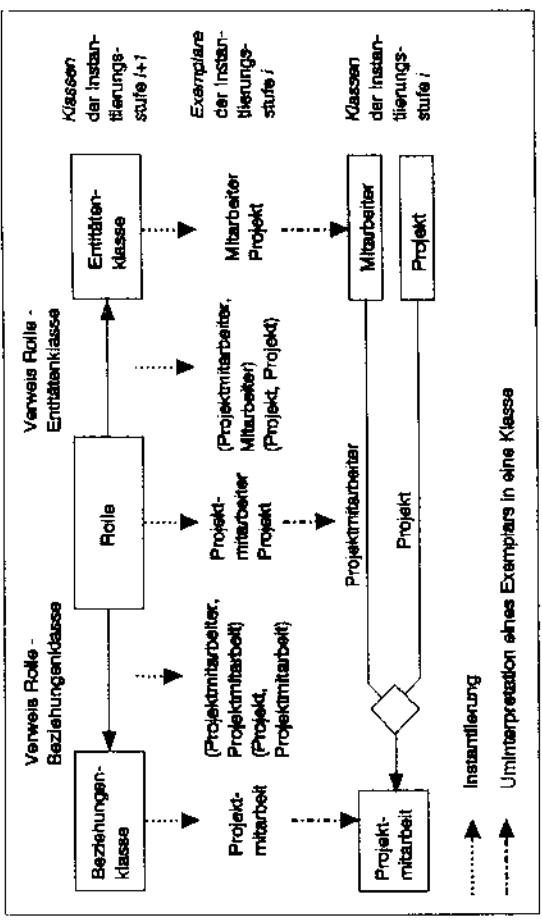 Verweis Rolle -
Beziehungenklasse
Verweis Rolle -
Entitätenklasse
Beziehungen-
klasse
Rolle
Entitäten-
klasse
Klassen
der Instan-
tiierungs-
stufe i+1
Projekt-
mitarbeit
(Projektmitarbeiter,
Projektmitarbeit)
(Projekt,
Projektmitarbeit)
Projekt-
mitarbeiter
Projekt
(Projektmitarbeiter,
Mitarbeiter)
(Projekt, Projekt)
Mitarbeiter
Projekt
Exemplare
der Instan-
tiierungs-
stufe i
Projekt-
mitarbeit
Projektmitarbeiter
Projekt
Mitarbeiter
Projekt
Klassen
der Instan-
tiierungs-
stufe i
Instantiierung
Uminterpretation eines Exemplars in eine Klasse